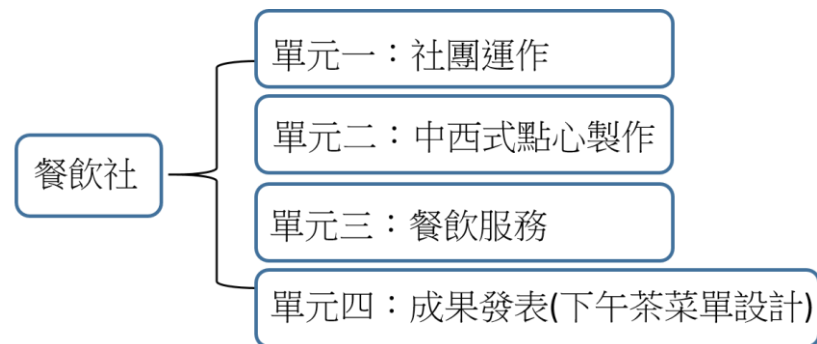 餐飲社
單元一：社團運作
單元二：中西式點心製作
單元三：餐飲服務
單元四：成果發表(下午茶菜單設計)